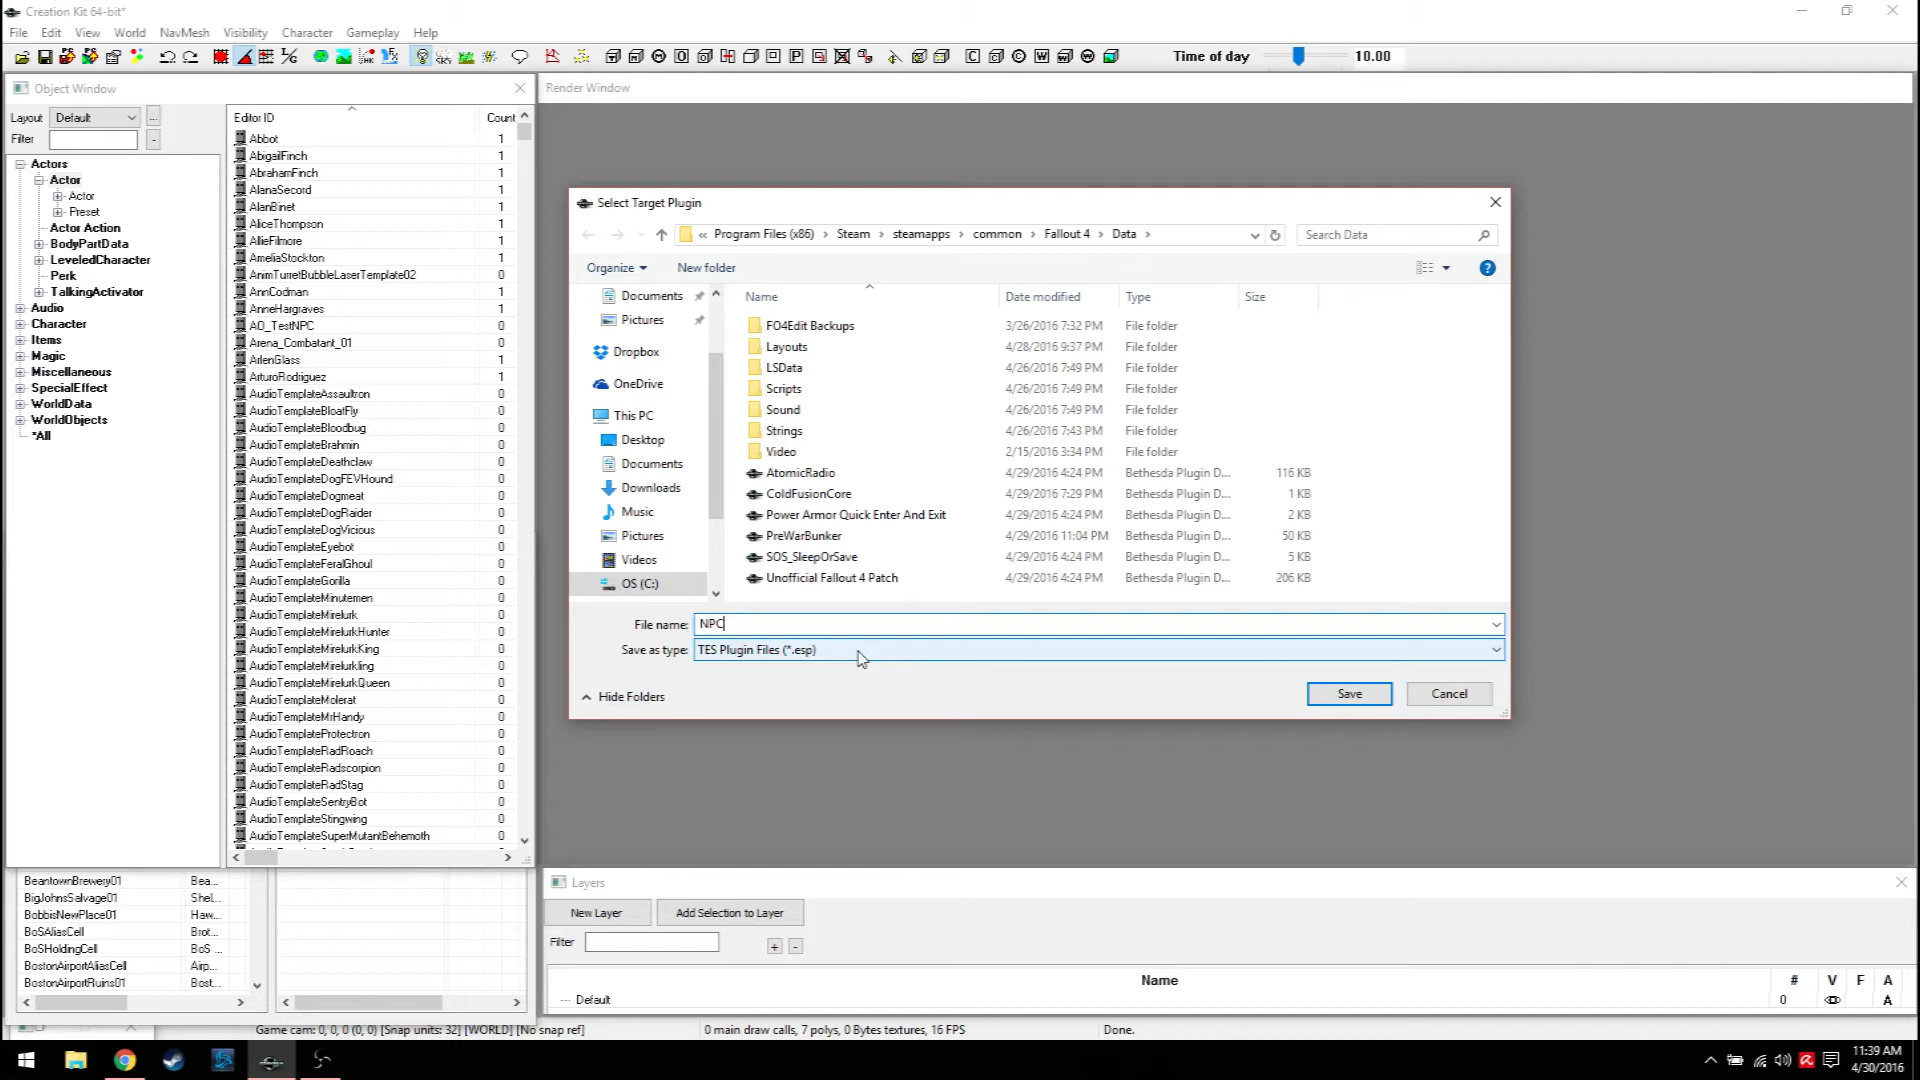 Creation Kit 64-bit*
File Edit View World NavMesh Visibility Character Gameplay Help
Time of day 10.00
Object Window
Layout Default ...
Filter -
Actors
Actor
Actor
Preset
Actor Action
BodyPartData
LeveledCharacter
Perk
TalkingActivator
Audio
Character
Items
Magic
Miscellaneous
SpecialEffect
WorldData
WorldObjects
*All
Editor ID Count
Abbot 1
AbigailFinch 1
AbrahamFinch 1
AlanaSecord 1
AlanBinet 1
AliceThompson 1
AllieFilmore 1
AmeliaStockton 1
AnimTurretBubbleLaserTemplate02 0
AnnCodman 1
AnneHargraves 1
AO_TestNPC 0
Arena_Combatant_01 0
ArlenGlass 1
ArturoRodriguez 1
AudioTemplateAssaultron 0
AudioTemplateBloatFly 0
AudioTemplateBloodbug 0
AudioTemplateBrahmin 0
AudioTemplateDeathclaw 0
AudioTemplateDogFEVHound 0
AudioTemplateDogmeat 0
AudioTemplateDogRaider 0
AudioTemplateDogVicious 0
AudioTemplateEyebot 0
AudioTemplateFeralGhoul 0
AudioTemplateGorilla 0
AudioTemplateMinutemen 0
AudioTemplateMirelurk 0
AudioTemplateMirelurkHunter 0
AudioTemplateMirelurkKing 0
AudioTemplateMirelurkling 0
AudioTemplateMirelurkQueen 0
AudioTemplateMolerat 0
AudioTemplateMrHandy 0
AudioTemplateProtectron 0
AudioTemplateRadRoach 0
AudioTemplateRadscorpion 0
AudioTemplateRadStag 0
AudioTemplateSentryBot 0
AudioTemplateStingwing 0
AudioTemplateSuperMutantBehemoth 0
BeantownBrewery01 Bea...
BigJohnsSalvage01 Shel...
BobbisNewPlace01 Haw...
BoSAliasCell Brot...
BoSHoldingCell BoS ...
BostonAirportAliasCell Airp...
BostonAirportRuins01 Bost...
Render Window
Select Target Plugin
« Program Files (x86) › Steam › steamapps › common › Fallout 4 › Data ›
Search Data
Organize New folder
Documents
Pictures
Dropbox
OneDrive
This PC
Desktop
Documents
Downloads
Music
Pictures
Videos
OS (C:)
Name Date modified Type Size
FO4Edit Backups 3/26/2016 7:32 PM File folder
Layouts 4/28/2016 9:37 PM File folder
LSData 4/26/2016 7:49 PM File folder
Scripts 4/26/2016 7:49 PM File folder
Sound 4/26/2016 7:49 PM File folder
Strings 4/26/2016 7:43 PM File folder
Video 2/15/2016 3:34 PM File folder
AtomicRadio 4/29/2016 4:24 PM Bethesda Plugin D... 116 KB
ColdFusionCore 4/29/2016 7:29 PM Bethesda Plugin D... 1 KB
Power Armor Quick Enter And Exit 4/29/2016 4:24 PM Bethesda Plugin D... 2 KB
PreWarBunker 4/29/2016 11:04 PM Bethesda Plugin D... 50 KB
SOS_SleepOrSave 4/29/2016 4:24 PM Bethesda Plugin D... 5 KB
Unofficial Fallout 4 Patch 4/29/2016 4:24 PM Bethesda Plugin D... 206 KB
File name: NPC
Save as type: TES Plugin Files (*.esp)
Hide Folders
Save Cancel
Layers
New Layer Add Selection to Layer
Filter + -
Name # V F A
Default 0 A
Game cam: 0, 0, 0 (0, 0) [Snap units: 32] [WORLD] [No snap ref] 0 main draw calls, 7 polys, 0 Bytes textures, 16 FPS Done.
11:39 AM
4/30/2016